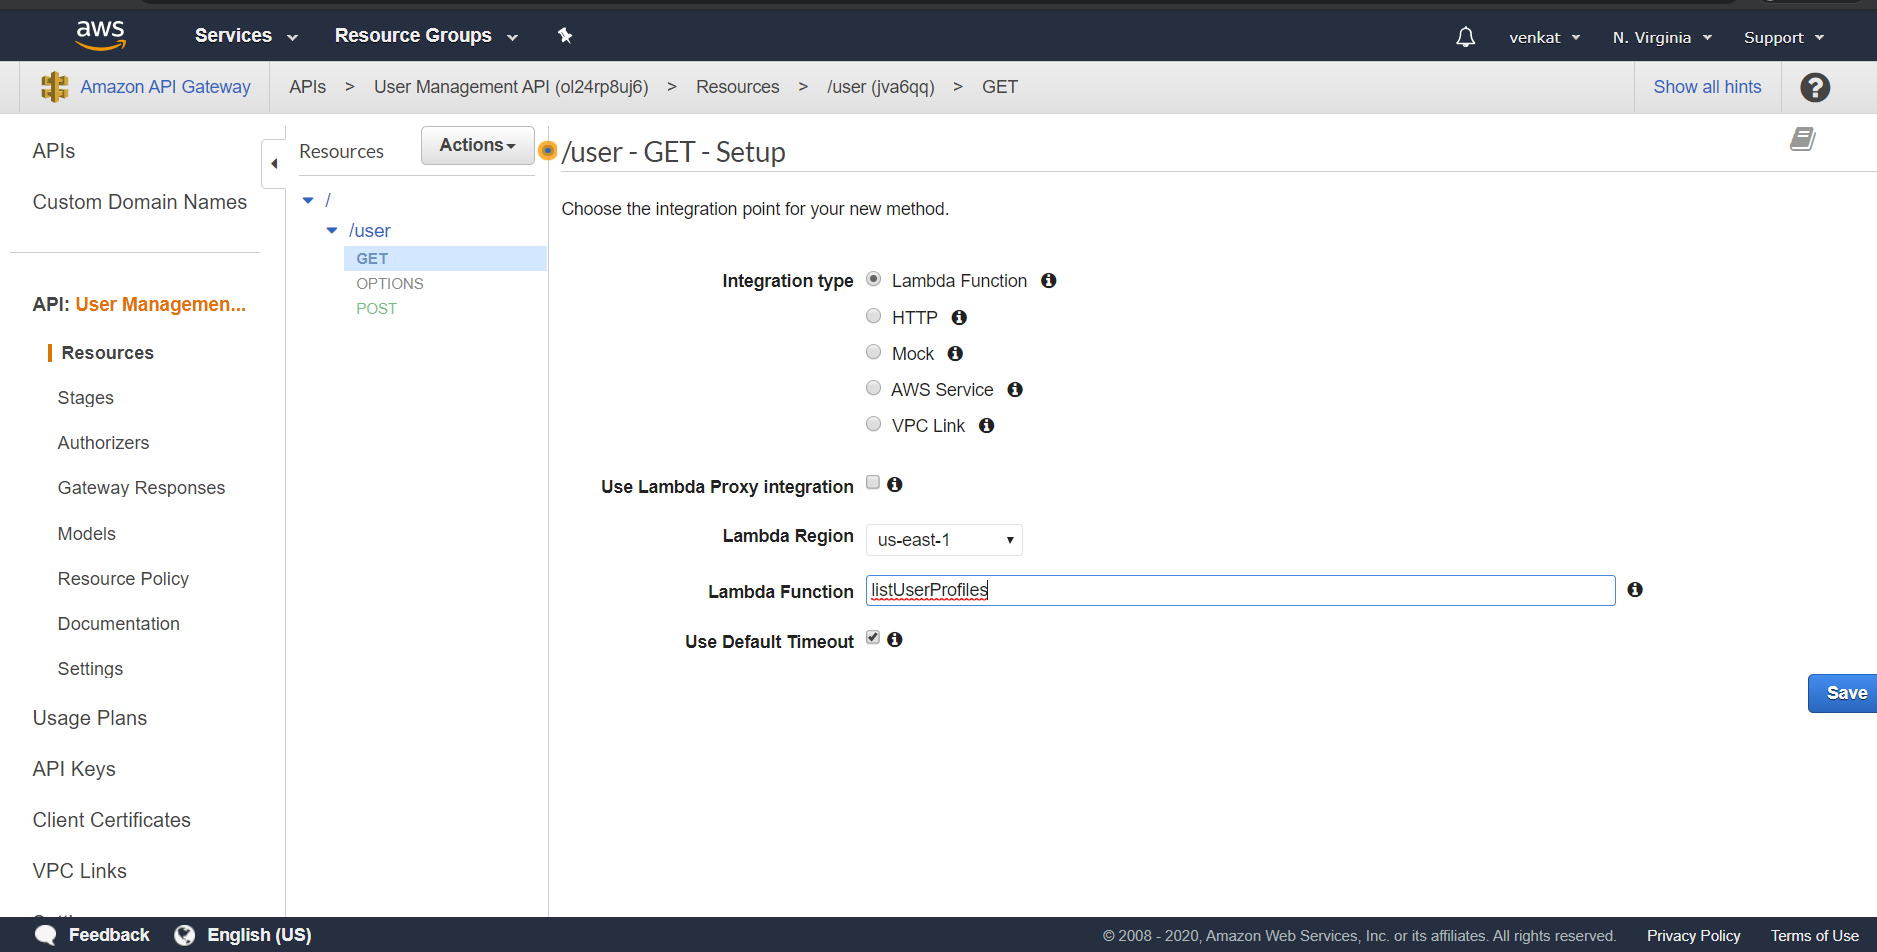 aws Services Resource Groups venkat N. Virginia Support
Amazon API Gateway APIs > User Management API (ol24rp8uj6) > Resources > /user (jva6qq) > GET Show all hints ?
APIs
Custom Domain Names
API: User Managemen...
Resources
Stages
Authorizers
Gateway Responses
Models
Resource Policy
Documentation
Settings
Usage Plans
API Keys
Client Certificates
VPC Links
Resources Actions
/
/user
GET
OPTIONS
POST
/user - GET - Setup
Choose the integration point for your new method.
Integration type Lambda Function
HTTP
Mock
AWS Service
VPC Link
Use Lambda Proxy integration
Lambda Region us-east-1
Lambda Function listUserProfiles
Use Default Timeout
Save
Feedback English (US) © 2008 - 2020, Amazon Web Services, Inc. or its affiliates. All rights reserved. Privacy Policy Terms of Use